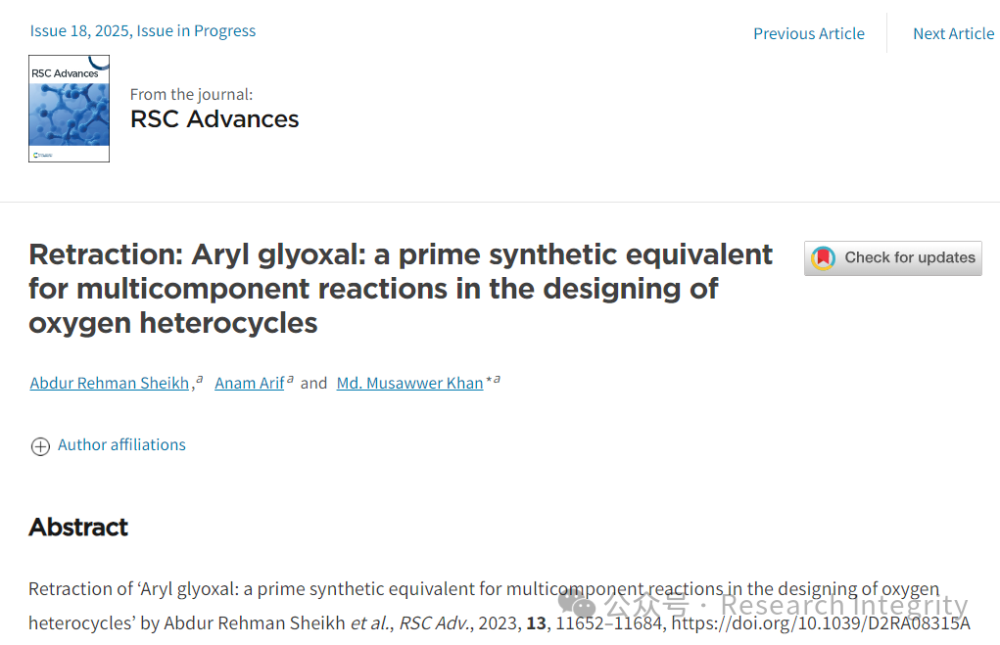 Issue 18, 2025, Issue in Progress
Previous Article
Next Article
RSC Advances
From the journal:
RSC Advances
Retraction: Aryl glyoxal: a prime synthetic equivalent
for multicomponent reactions in the designing of
oxygen heterocycles
Check for updates
Abdur Rehman Sheikh,a Anam Arif a and Md. Musawwer Khan *a
Author affiliations
Abstract
Retraction of ‘Aryl glyoxal: a prime synthetic equivalent for multicomponent reactions in the designing of oxygen
公众号 · Research Integrity
heterocycles’ by Abdur Rehman Sheikh et al., RSC Adv., 2023, 13, 11652–11684, https://doi.org/10.1039/D2RA08315A